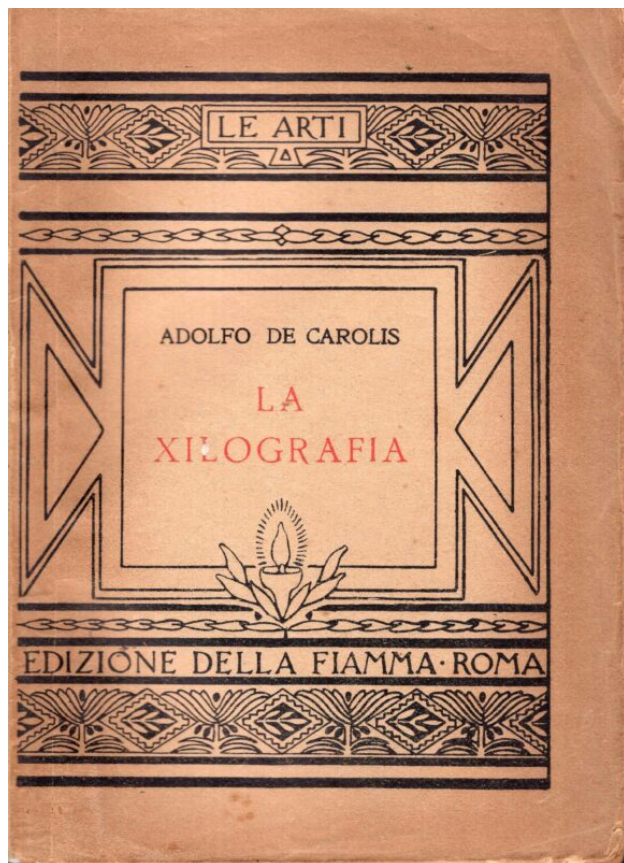 LE ARTI
ADOLFO DE CAROLIS
LA
XILOGRAFIA
EDIZIONE DELLA FIAMMA·ROMA